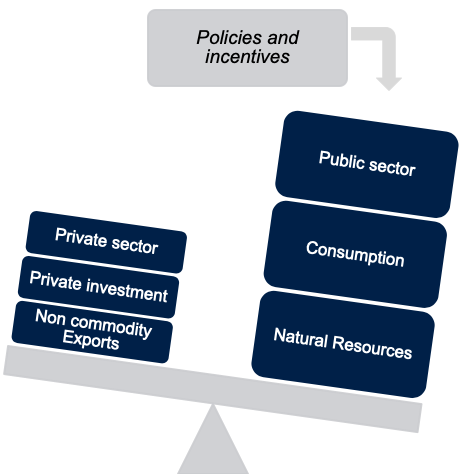 Policies and
incentives
Public sector
Consumption
Natural Resources
Private sector
Private investment
Non commodity
Exports